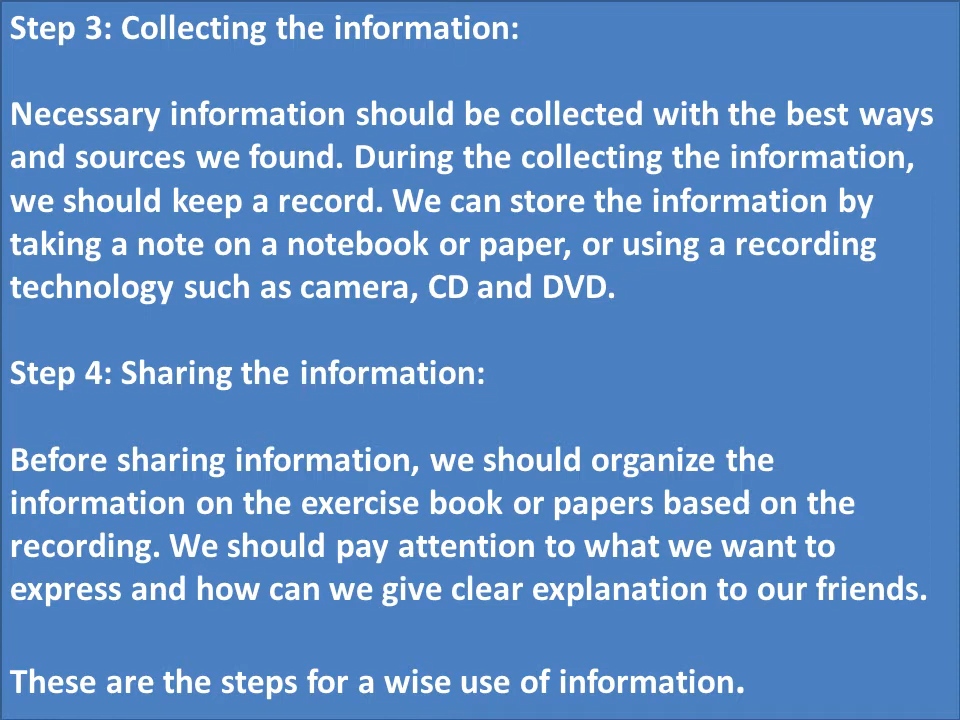 Step 3: Collecting the information:
Necessary information should be collected with the best ways
and sources we found. During the collecting the information,
we should keep a record. We can store the information by
taking a note on a notebook or paper, or using a recording
technology such as camera, CD and DVD.
Step 4: Sharing the information:
Before sharing information, we should organize the
information on the exercise book or papers based on the
recording. We should pay attention to what we want to
express and how can we give clear explanation to our friends.
These are the steps for a wise use of information.